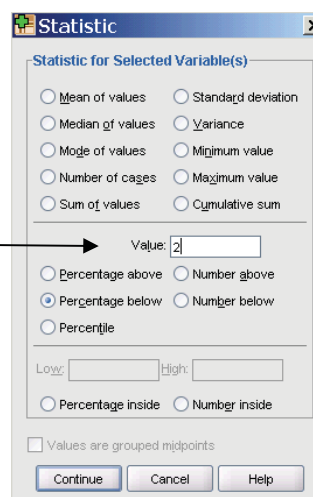 Statistic
Statistic for Selected Variable(s)
Mean of values Standard deviation
Median of values Variance
Mode of values Minimum value
Number of cases Maximum value
Sum of values Cumulative sum
Value: 2
Percentage above Number above
Percentage below Number below
Percentile
Low: High:
Percentage inside Number inside
Values are grouped midpoints
Continue Cancel Help